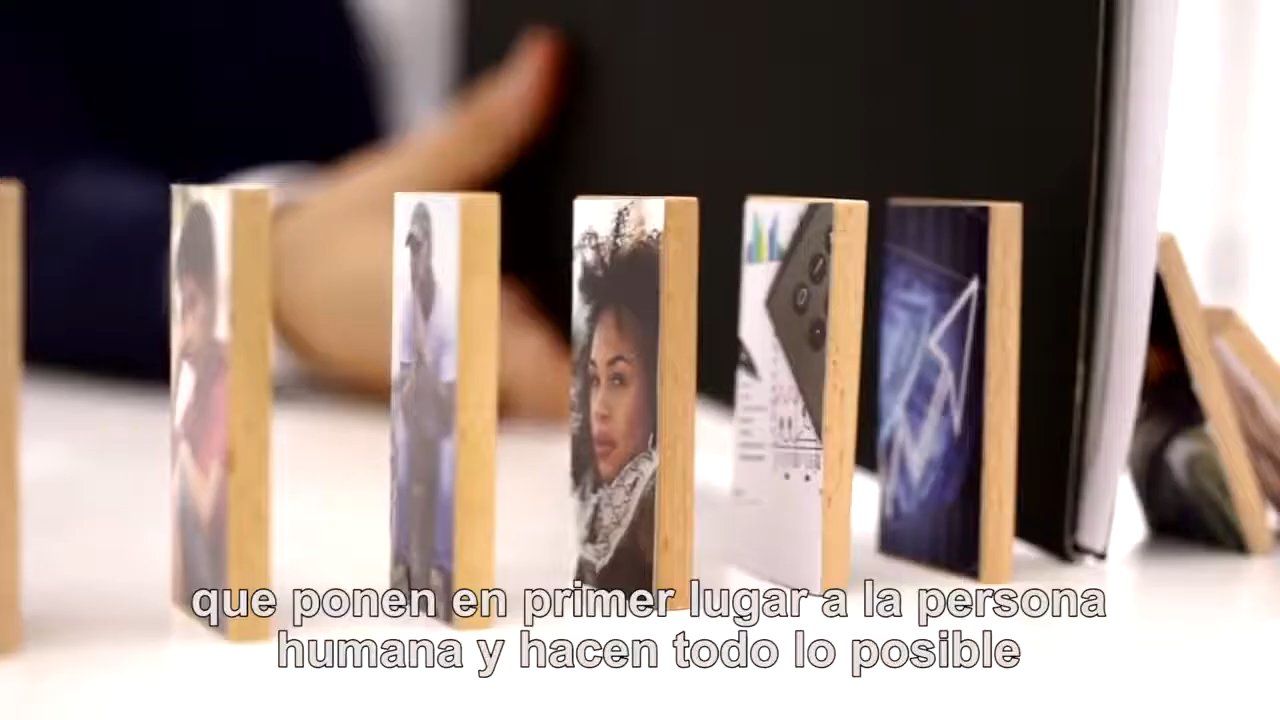 que ponen en primer lugar a la persona
humana y hacen todo lo posible